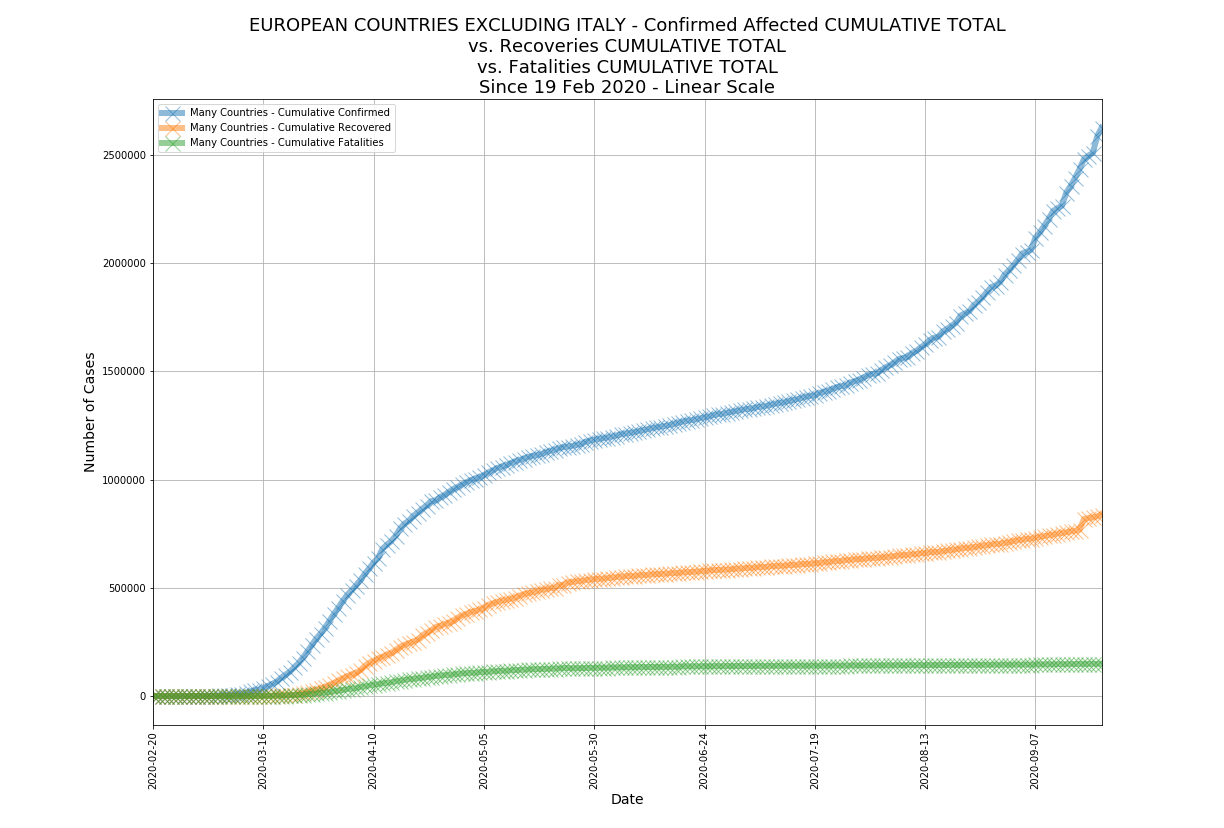 EUROPEAN COUNTRIES EXCLUDING ITALY - Confirmed Affected CUMULATIVE TOTAL
vs. Recoveries CUMULATIVE TOTAL
vs. Fatalities CUMULATIVE TOTAL
Since 19 Feb 2020 - Linear Scale
Many Countries - Cumulative Confirmed
Many Countries - Cumulative Recovered
Many Countries - Cumulative Fatalities
Number of Cases
2500000
2000000
1500000
1000000
500000
0
2020-02-20
2020-03-16
2020-04-10
2020-05-05
2020-05-30
2020-06-24
2020-07-19
2020-08-13
2020-09-07
Date